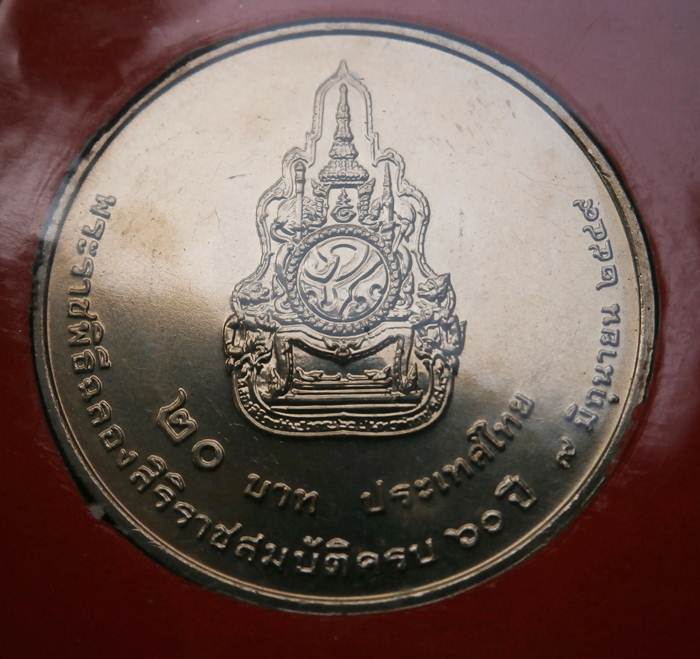 พระราชพิธีฉลองสิริราชสมบัติครบ ๖๐ ปี ๙ มิถุนายน ๒๕๔๙
๒๐ บาท ประเทศไทย